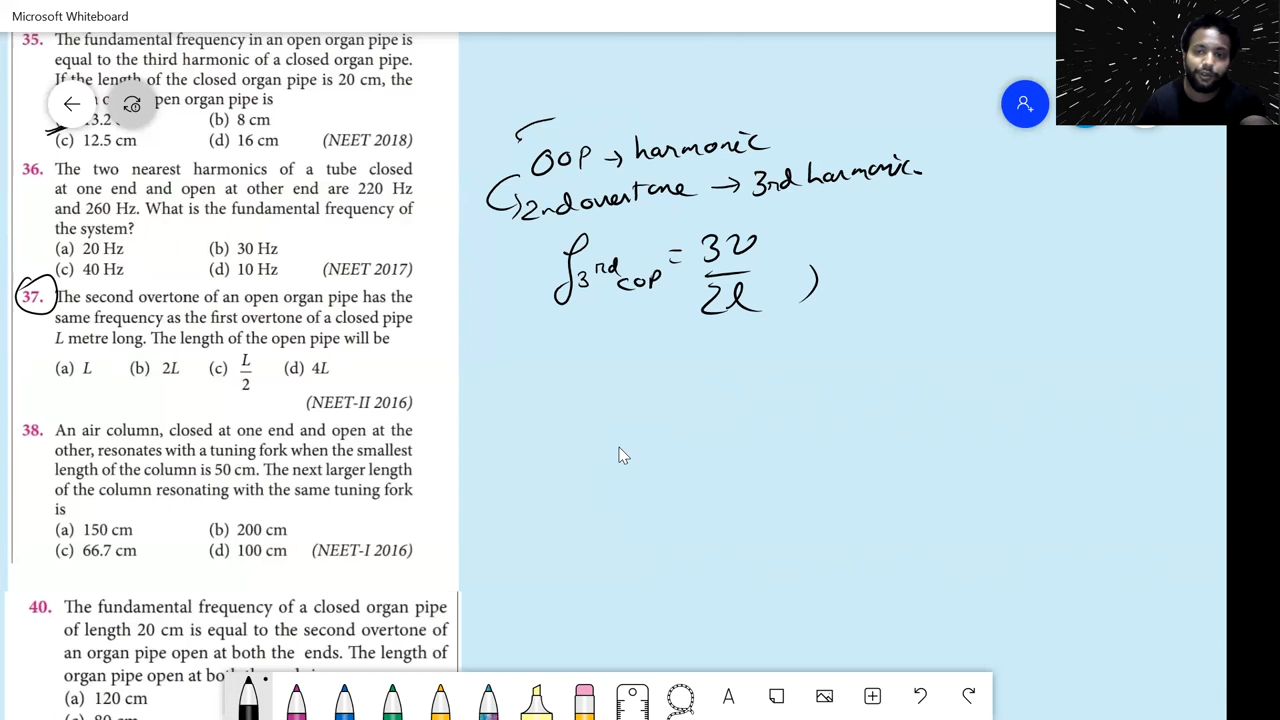 Microsoft Whiteboard
35. The fundamental frequency in an open organ pipe is
equal to the third harmonic of a closed organ pipe.
If the length of the closed organ pipe is 20 cm, the
pen organ pipe is
13.2 (b) 8 cm
(c) 12.5 cm (d) 16 cm (NEET 2018)
36. The two nearest harmonics of a tube closed
at one end and open at other end are 220 Hz
and 260 Hz. What is the fundamental frequency of
the system?
(a) 20 Hz (b) 30 Hz
(c) 40 Hz (d) 10 Hz (NEET 2017)
37. The second overtone of an open organ pipe has the
same frequency as the first overtone of a closed pipe
L metre long. The length of the open pipe will be
(a) L (b) 2L (c) L/2 (d) 4L
(NEET-II 2016)
38. An air column, closed at one end and open at the
other, resonates with a tuning fork when the smallest
length of the column is 50 cm. The next larger length
of the column resonating with the same tuning fork
is
(a) 150 cm (b) 200 cm
(c) 66.7 cm (d) 100 cm (NEET-I 2016)
40. The fundamental frequency of a closed organ pipe
of length 20 cm is equal to the second overtone of
an organ pipe open at both the ends. The length of
organ pipe open at bo
(a) 120 cm
OOP → harmonic
2nd overtone → 3rd harmonic.
f 3rd COP = 3v/2l )
A